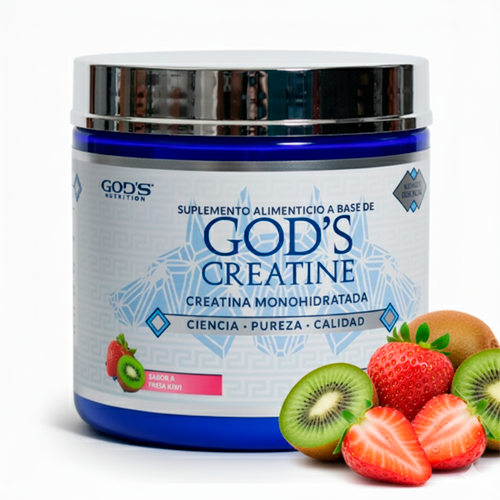 GOD'S
NUTRITION
SUPLEMENTO ALIMENTICIO A BASE DE
GOD'S
CREATINE
CREATINA MONOHIDRATADA
CIENCIA · PUREZA · CALIDAD
SABOR A
FRESA KIWI